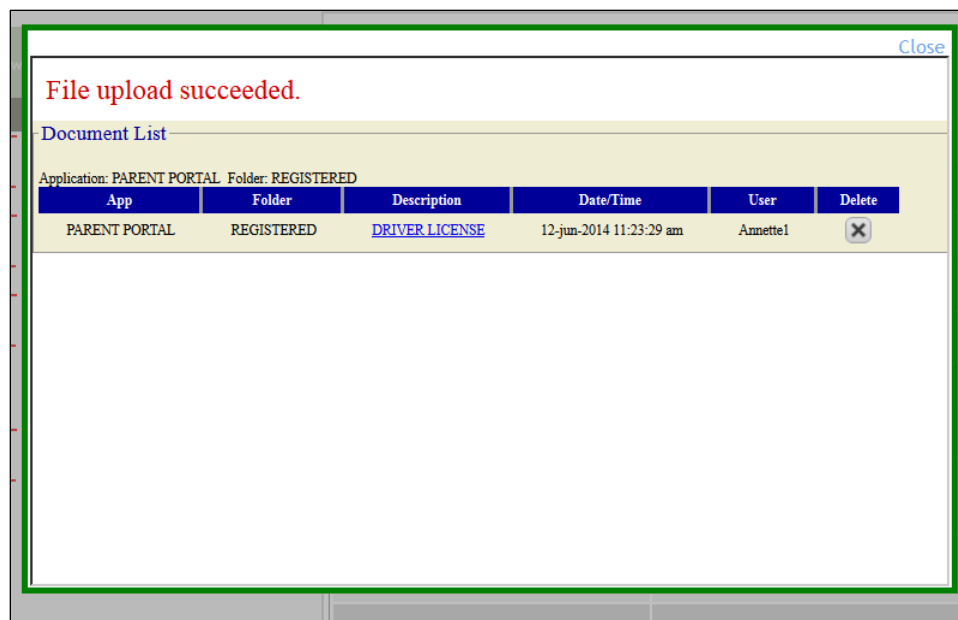 Close
File upload succeeded.
Document List
Application: PARENT PORTAL Folder: REGISTERED
App Folder Description Date/Time User Delete
PARENT PORTAL REGISTERED DRIVER LICENSE 12-jun-2014 11:23:29 am Annette1